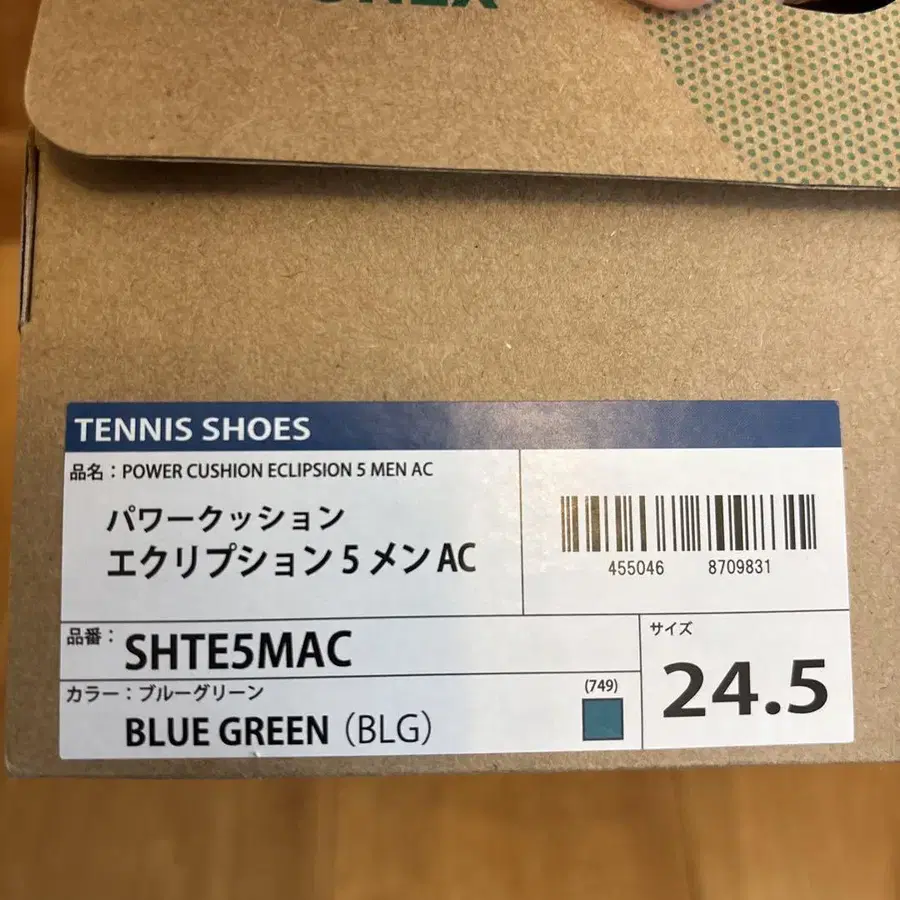 TENNIS SHOES
品名：POWER CUSHION ECLIPSION 5 MEN AC
パワークッション
エクリプション 5 メン AC
455046 8709831
品番：
SHTE5MAC
カラー：ブルーグリーン
BLUE GREEN（BLG）
(749)
サイズ
24.5